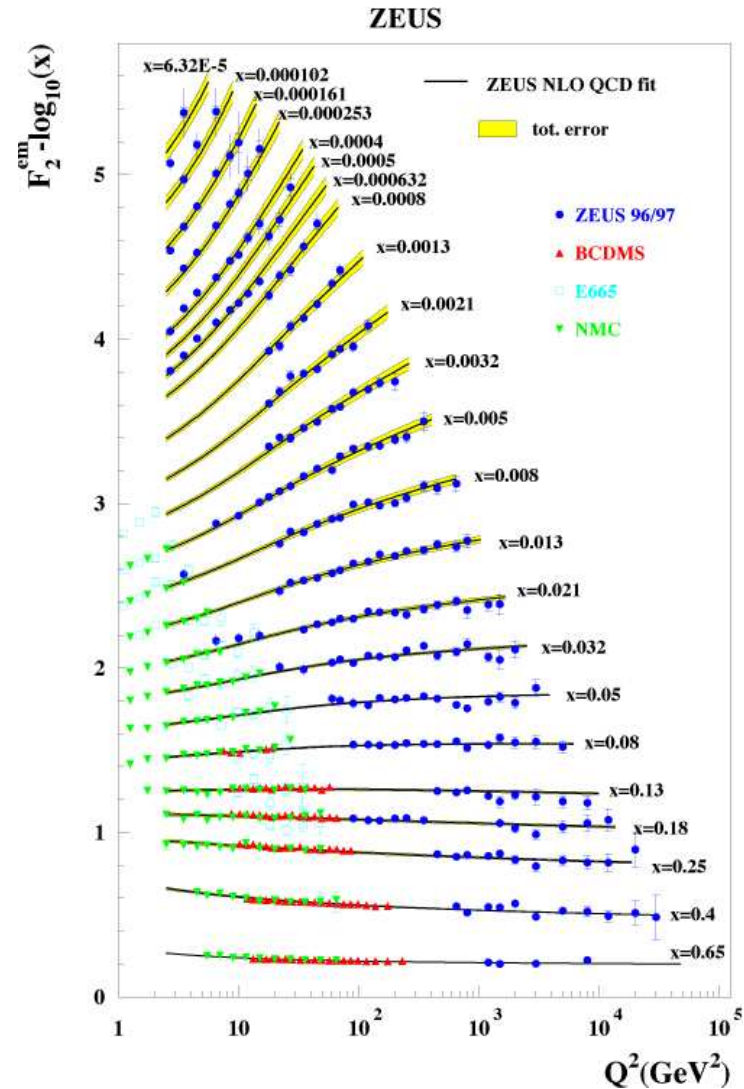 ZEUS
F₂ᵉᵐ-log₁₀(x)
x=6.32E-5
x=0.000102
x=0.000161
x=0.000253
x=0.0004
x=0.0005
x=0.000632
x=0.0008
x=0.0013
x=0.0021
x=0.0032
x=0.005
x=0.008
x=0.013
x=0.021
x=0.032
x=0.05
x=0.08
x=0.13
x=0.18
x=0.25
x=0.4
x=0.65
ZEUS NLO QCD fit
tot. error
ZEUS 96/97
BCDMS
E665
NMC
5
4
3
2
1
0
1 10 10² 10³ 10⁴ 10⁵
Q²(GeV²)